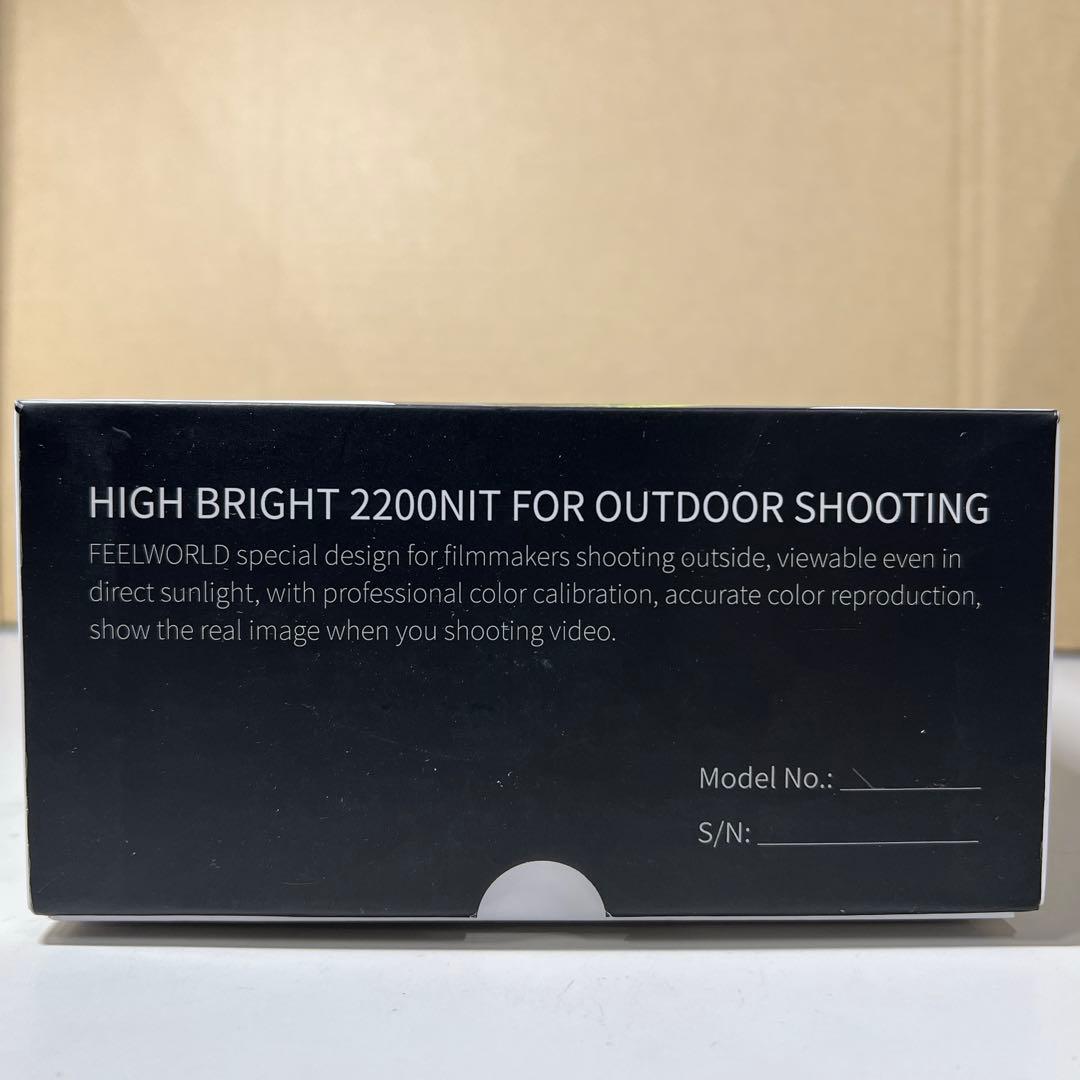 HIGH BRIGHT 2200NIT FOR OUTDOOR SHOOTING
FEELWORLD special design for filmmakers shooting outside, viewable even in
direct sunlight, with professional color calibration, accurate color reproduction,
show the real image when you shooting video.
Model No.:
S/N: